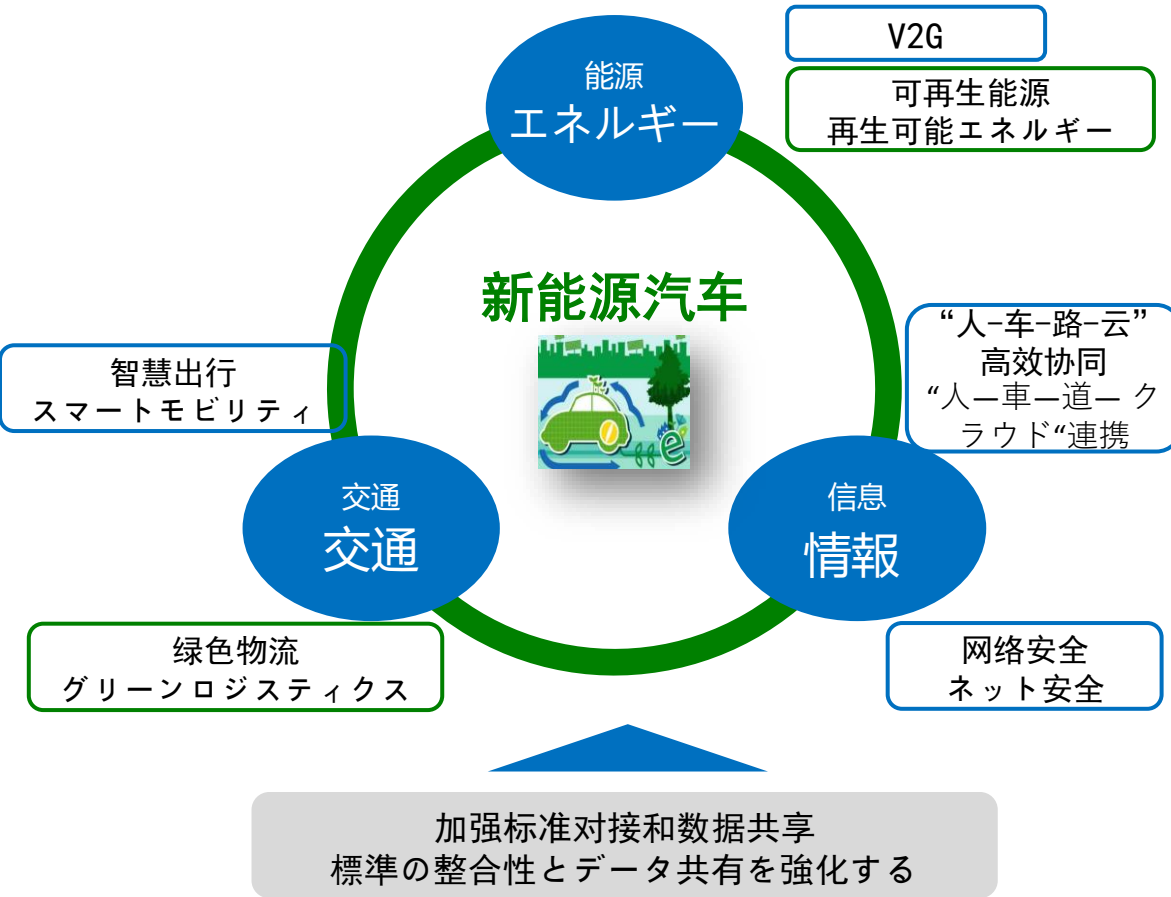 V2G
能源
エネルギー
可再生能源
再生可能エネルギー
新能源汽车
“人-车-路-云”
高效协同
“人ー車ー道ー ク
ラウド“連携
智慧出行
スマートモビリティ
e
交通
交通
信息
情報
绿色物流
グリーンロジスティクス
网络安全
ネット安全
加强标准对接和数据共享
標準の整合性とデータ共有を強化する